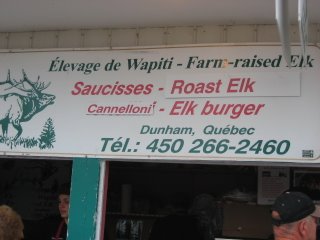 Élevage de Wapiti - Farm-raised Elk
Saucisses - Roast Elk
Cannelloni - Elk burger
Dunham, Québec
Tél.: 450 266-2460